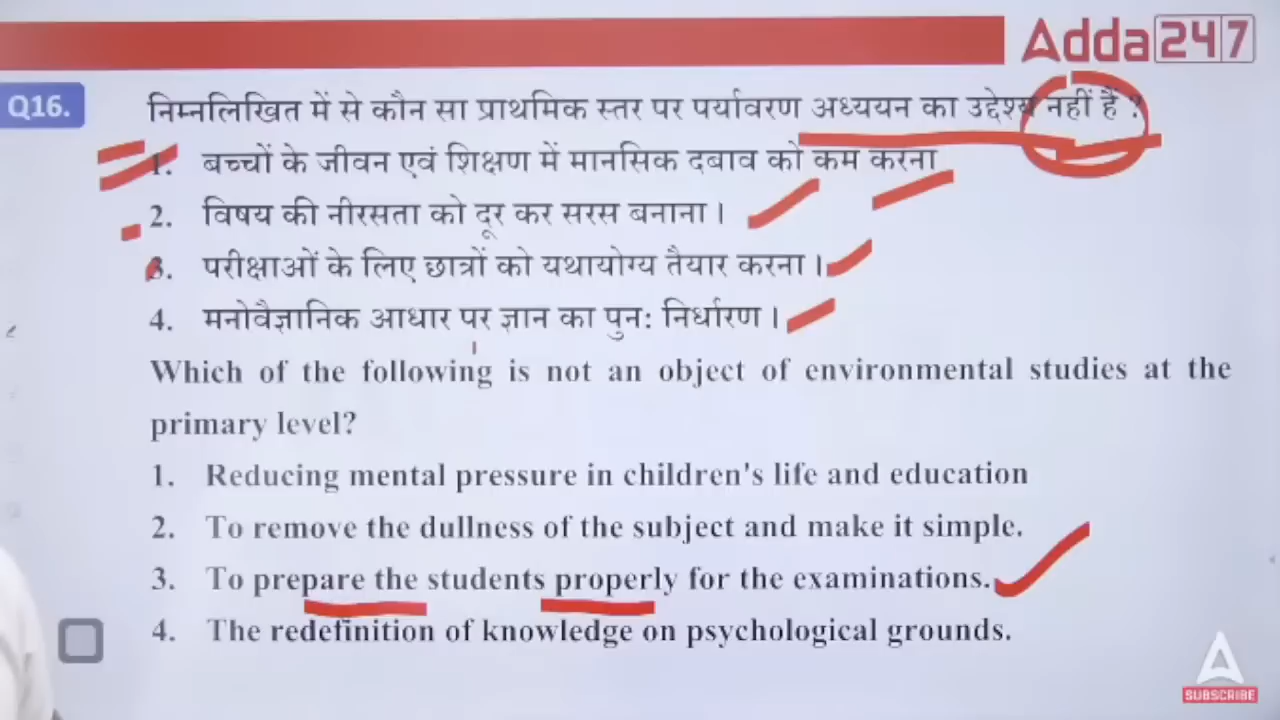 Adda247
Q16.
निम्नलिखित में से कौन सा प्राथमिक स्तर पर पर्यावरण अध्ययन का उद्देश्य नहीं है ?
1. बच्चों के जीवन एवं शिक्षण में मानसिक दबाव को कम करना
2. विषय की नीरसता को दूर कर सरस बनाना।
3. परीक्षाओं के लिए छात्रों को यथायोग्य तैयार करना।
4. मनोवैज्ञानिक आधार पर ज्ञान का पुन: निर्धारण।
Which of the following is not an object of environmental studies at the
primary level?
1. Reducing mental pressure in children's life and education
2. To remove the dullness of the subject and make it simple.
3. To prepare the students properly for the examinations.
4. The redefinition of knowledge on psychological grounds.
SUBSCRIBE